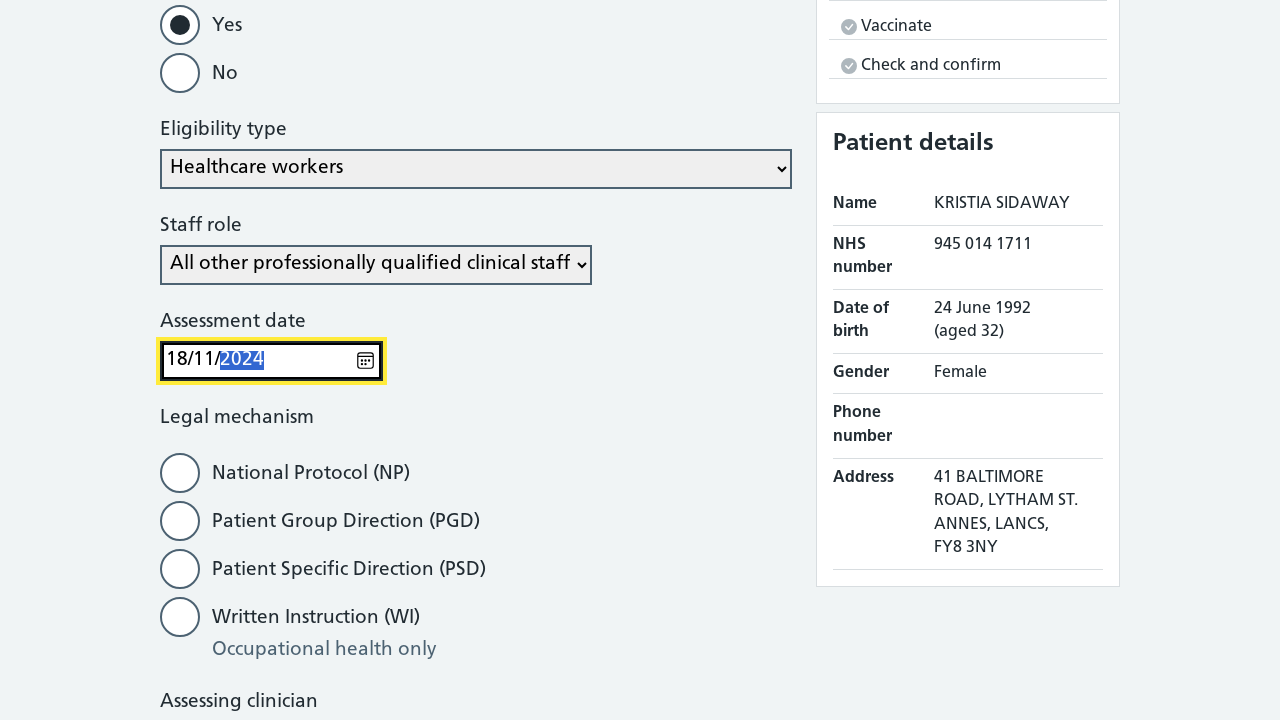 Yes
No
Eligibility type
Healthcare workers
Staff role
All other professionally qualified clinical staff
Assessment date
18/11/2024
Legal mechanism
National Protocol (NP)
Patient Group Direction (PGD)
Patient Specific Direction (PSD)
Written Instruction (WI)
Occupational health only
Assessing clinician
Vaccinate
Check and confirm
Patient details
Name KRISTIA SIDAWAY
NHS number 945 014 1711
Date of birth 24 June 1992 (aged 32)
Gender Female
Phone number
Address 41 BALTIMORE
ROAD, LYTHAM ST.
ANNES, LANCS,
FY8 3NY